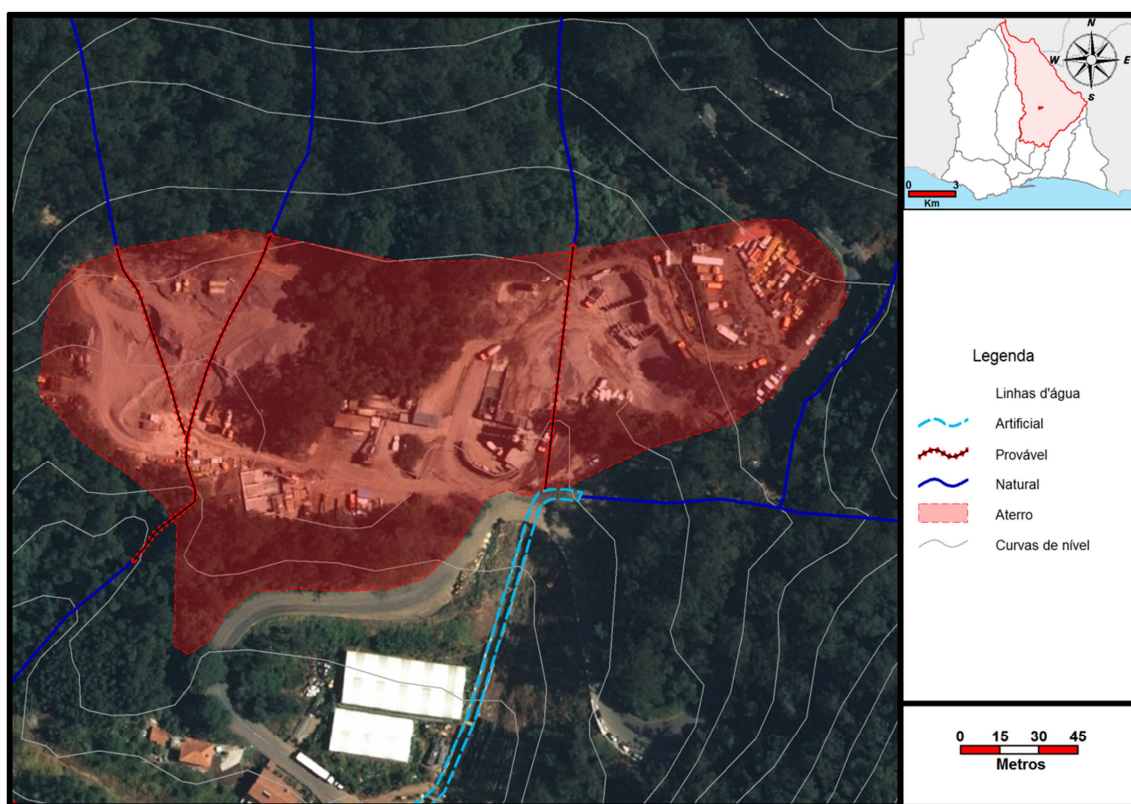 N
W E
S
0 3
Km
Legenda
Linhas d'água
Artificial
Provável
Natural
Aterro
Curvas de nível
0 15 30 45
Metros